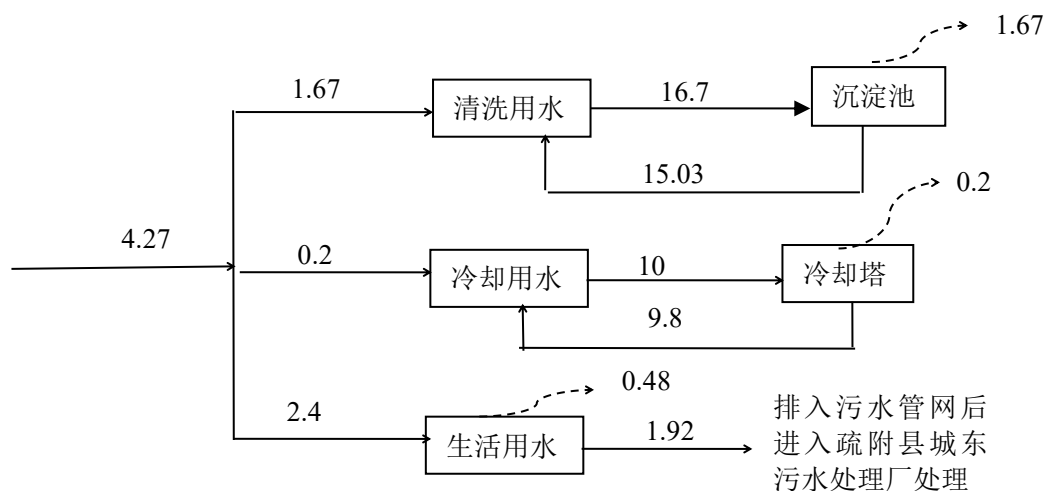 1.67
1.67
清洗用水
16.7
沉淀池
15.03
0.2
4.27
0.2
冷却用水
10
冷却塔
9.8
0.48
2.4
生活用水
1.92
排入污水管网后
进入疏附县城东
污水处理厂处理